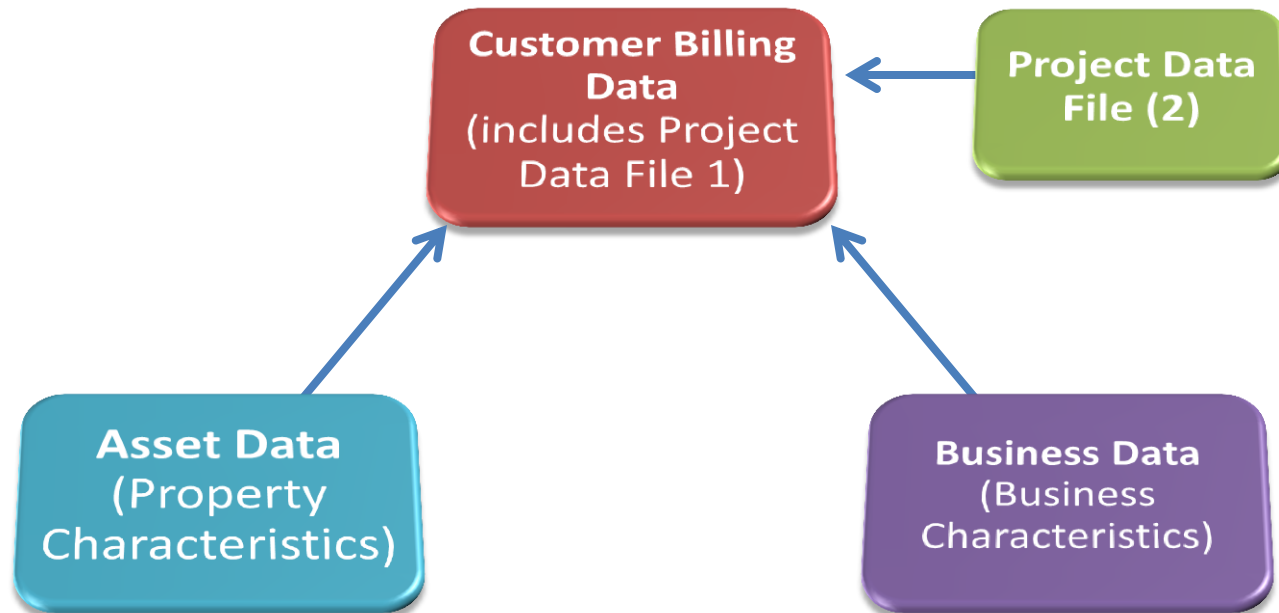 Customer Billing
Data
(includes Project
Data File 1)
Project Data
File (2)
Asset Data
(Property
Characteristics)
Business Data
(Business
Characteristics)